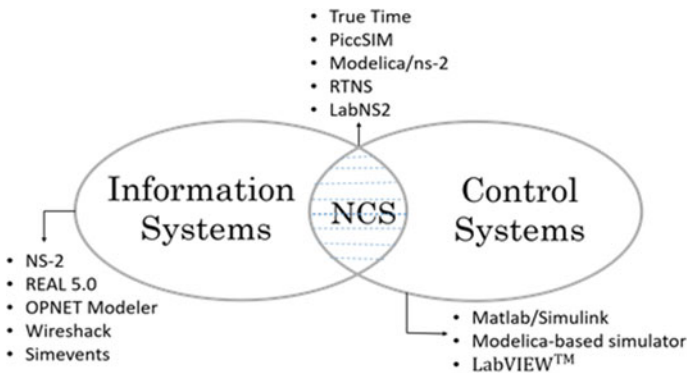 • True Time
• PiccSIM
• Modelica/ns-2
• RTNS
• LabNS2
Information
Systems
NCS
Control
Systems
• NS-2
• REAL 5.0
• OPNET Modeler
• Wireshack
• Simevents
• Matlab/Simulink
• Modelica-based simulator
• LabVIEW™